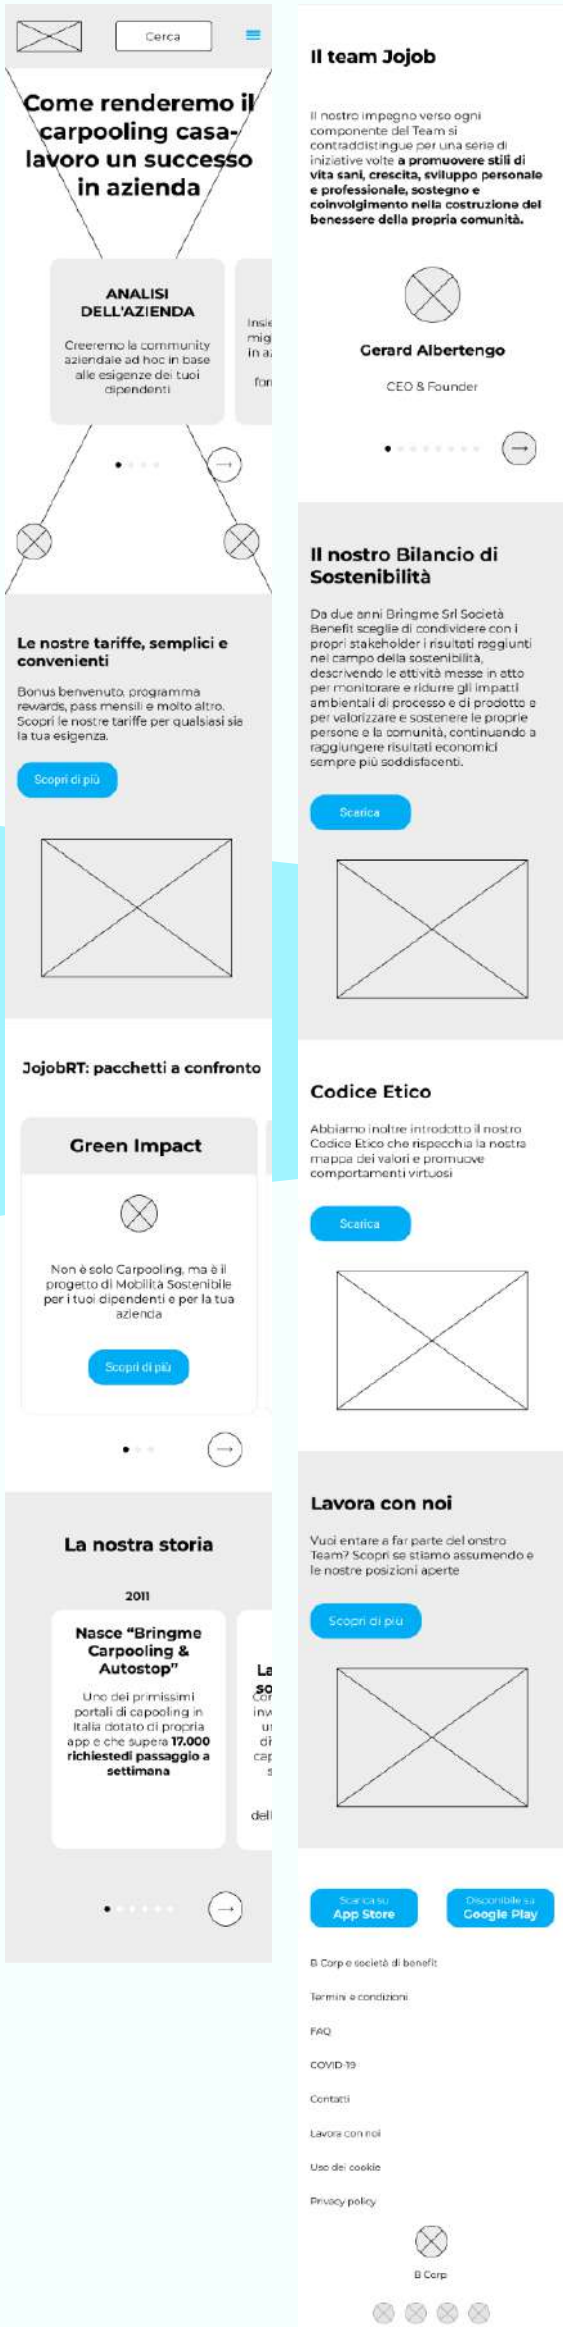 Cerca
Come renderemo il
carpooling casa-
lavoro un successo
in azienda
ANALISI
DELL'AZIENDA
Creeremo la community
aziendale ad hoc in base
alle esigenze dei tuoi
dipendenti
Insie
mig
in az
for
Le nostre tariffe, semplici e
convenienti
Bonus benvenuto, programma
rewards, pass mensili e molto altro.
Scopri le nostre tariffe per qualsiasi sia
la tua esigenza.
Scopri di più
JojobRT: pacchetti a confronto
Green Impact
Non è solo Carpooling, ma è il
progetto di Mobilità Sostenibile
per i tuoi dipendenti e per la tua
azienda
Scopri di più
La nostra storia
2011
Nasce “Bringme
Carpooling &
Autostop”
Uno dei primissimi
portali di capooling in
Italia dotato di propria
app e che supera 17.000
richiestedi passaggio a
settimana
La
so
Con
inv
u
di
cap
s
dell
Il team Jojob
Il nostro impegno verso ogni
componente del Team si
contraddistingue per una serie di
iniziative volte a promuovere stili di
vita sani, crescita, sviluppo personale
e professionale, sostegno e
coinvolgimento nella costruzione del
benessere della propria comunità.
Gerard Albertengo
CEO & Founder
Il nostro Bilancio di
Sostenibilità
Da due anni Bringme Srl Società
Benefit sceglie di condividere con i
propri stakeholder i risultati raggiunti
nel campo della sostenibilità,
descrivendo le attività messe in atto
per monitorare e ridurre gli impatti
ambientali di processo e di prodotto e
per valorizzare e sostenere le proprie
persone e la comunità, continuando a
raggiungere risultati economici
sempre più soddisfacenti.
Scarica
Codice Etico
Abbiamo inoltre introdotto il nostro
Codice Etico che rispecchia la nostra
mappa dei valori e promuove
comportamenti virtuosi
Scarica
Lavora con noi
Vuoi entare a far parte del onstro
Team? Scopri se stiamo assumendo e
le nostre posizioni aperte
Scopri di più
Scarica su
App Store
Disponibile su
Google Play
B Corp e società di benefit
Termini e condizioni
FAQ
COVID-19
Contatti
Lavora con noi
Uso dei cookie
Privacy policy
B Corp